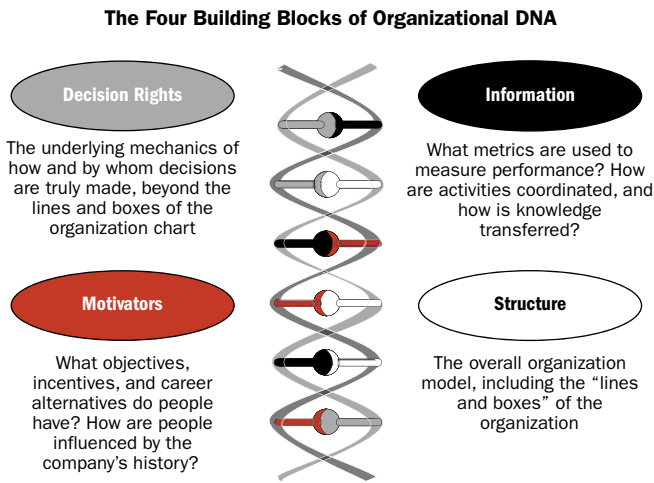 The Four Building Blocks of Organizational DNA
Decision Rights
The underlying mechanics of
how and by whom decisions
are truly made, beyond the
lines and boxes of the
organization chart
Information
What metrics are used to
measure performance? How
are activities coordinated, and
how is knowledge
transferred?
Motivators
What objectives,
incentives, and career
alternatives do people
have? How are people
influenced by the
company’s history?
Structure
The overall organization
model, including the “lines
and boxes” of the
organization